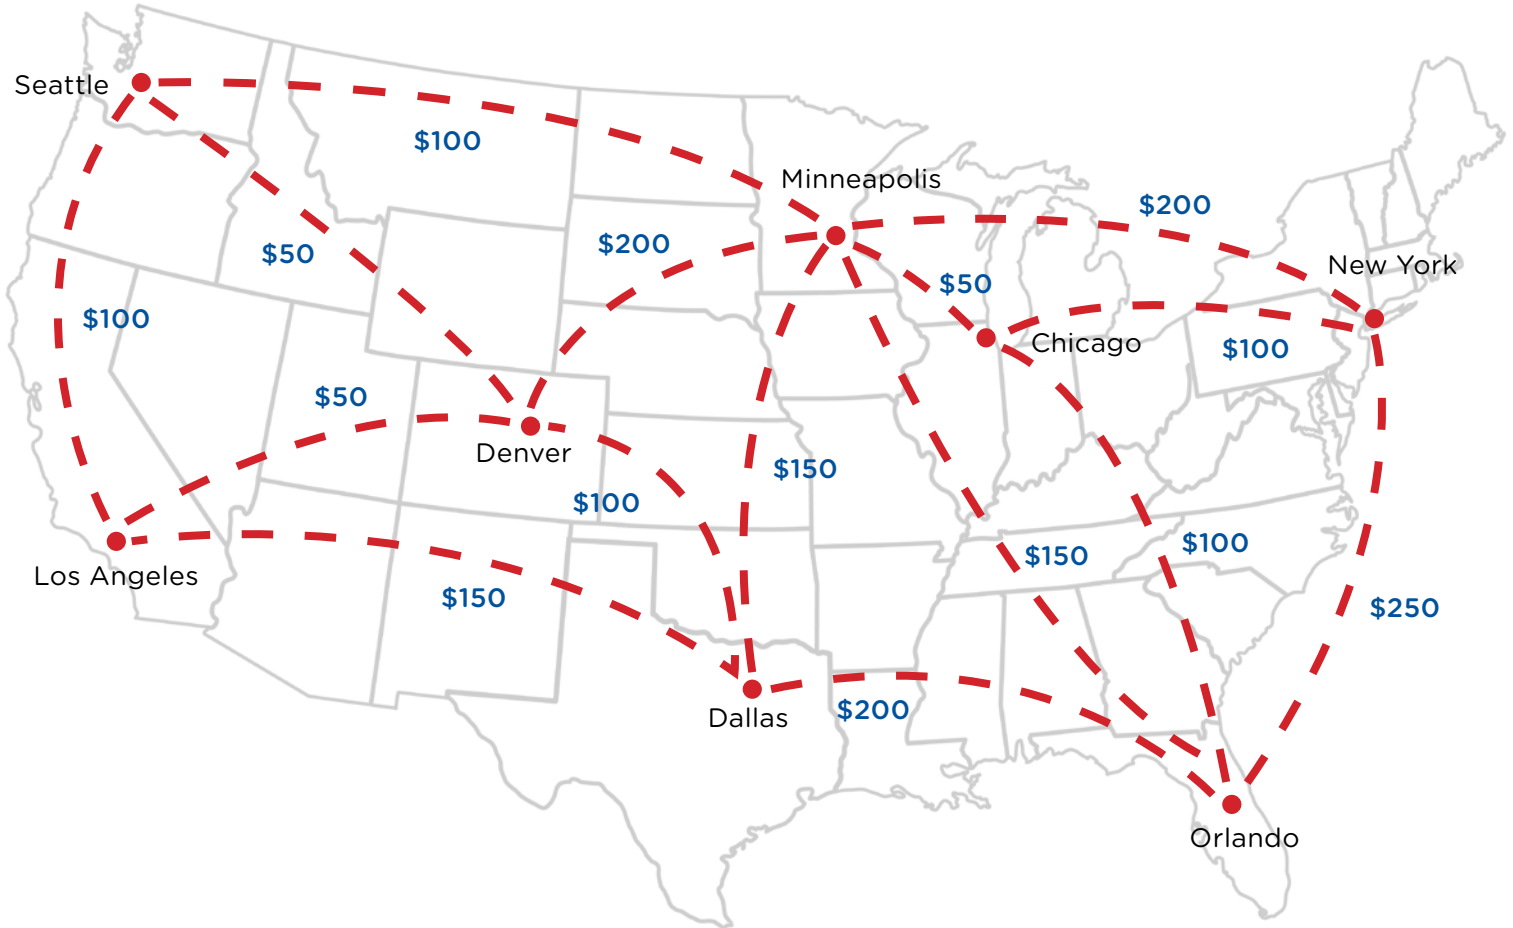 Seattle
$100
Minneapolis
$200
$200
$50
New York
$50
$100
Chicago
$100
$50
Denver
$150
$100
$150
$100
Los Angeles
$150
$250
Dallas
$200
Orlando